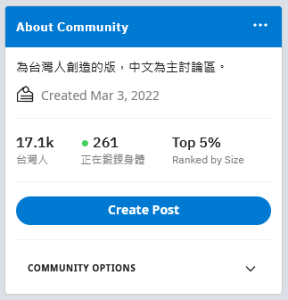 About Community
為台灣人創造的版，中文為主討論區。
Created Mar 3, 2022
17.1k 261 Top 5%
台灣人 正在鍛鍊身體 Ranked by Size
Create Post
COMMUNITY OPTIONS